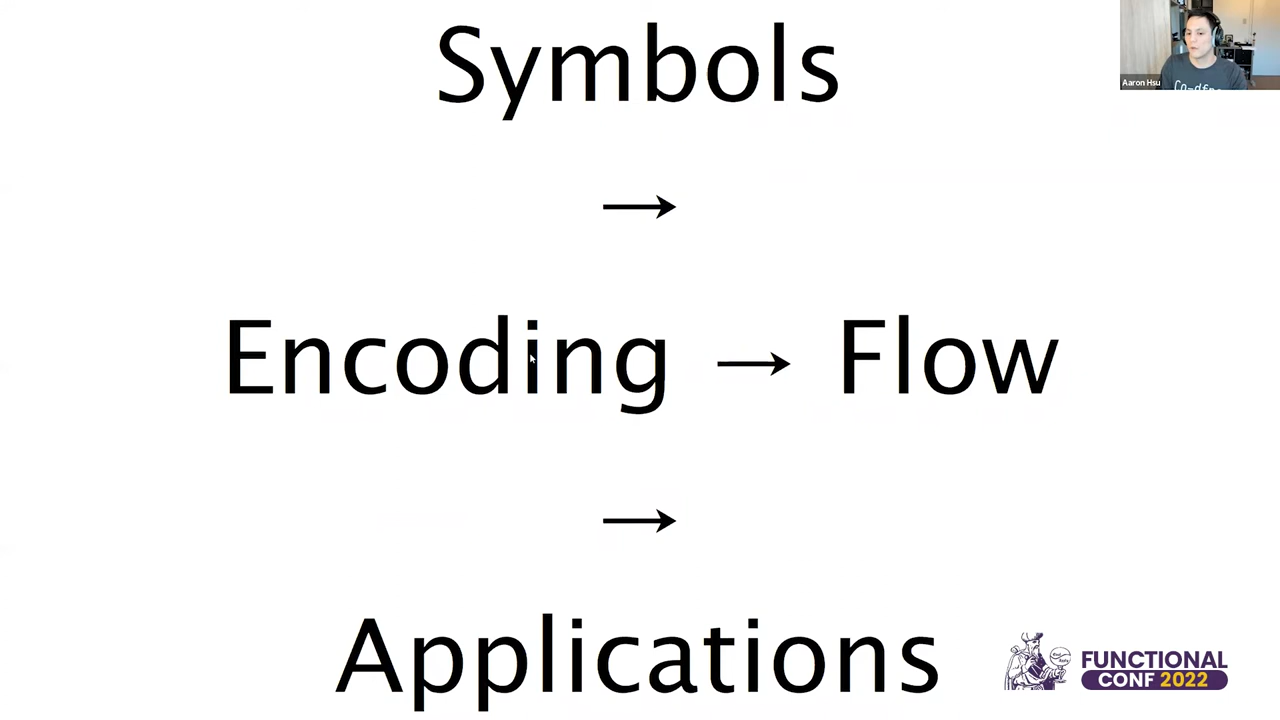 Symbols
→
Encoding → Flow
→
Applications
Aaron Hsu
FUNCTIONAL
CONF 2022